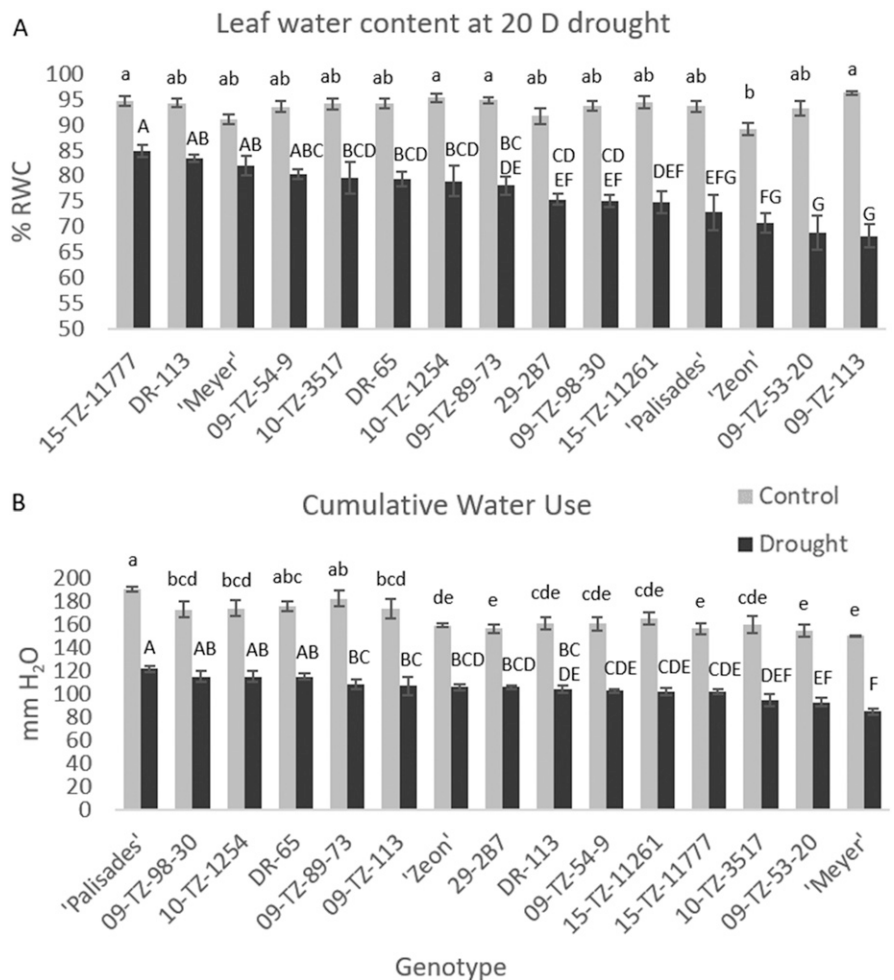 A
Leaf water content at 20 D drought
% RWC
100
95
90
85
80
75
70
65
60
55
50
a ab ab ab ab ab a a ab ab ab ab b ab a
A AB AB ABC BCD BCD BCD BC CD CD DEF EFG FG G G
DE EF EF
15-TZ-11777 DR-113 'Meyer' 09-TZ-54-9 10-TZ-3517 DR-65 10-TZ-1254 09-TZ-89-73 29-2B7 09-TZ-98-30 15-TZ-11261 'Palisades' 'Zeon' 09-TZ-53-20 09-TZ-113
B
Cumulative Water Use
Control
Drought
mm H₂O
200
180
160
140
120
100
80
60
40
20
0
a bcd bcd abc ab bcd de e cde cde cde e cde e e
A AB AB AB BC BC BCD BCD BC CDE CDE CDE DEF EF F
DE
'Palisades' 09-TZ-98-30 10-TZ-1254 DR-65 09-TZ-89-73 09-TZ-113 'Zeon' 29-2B7 DR-113 09-TZ-54-9 15-TZ-11261 15-TZ-11777 10-TZ-3517 09-TZ-53-20 'Meyer'
Genotype